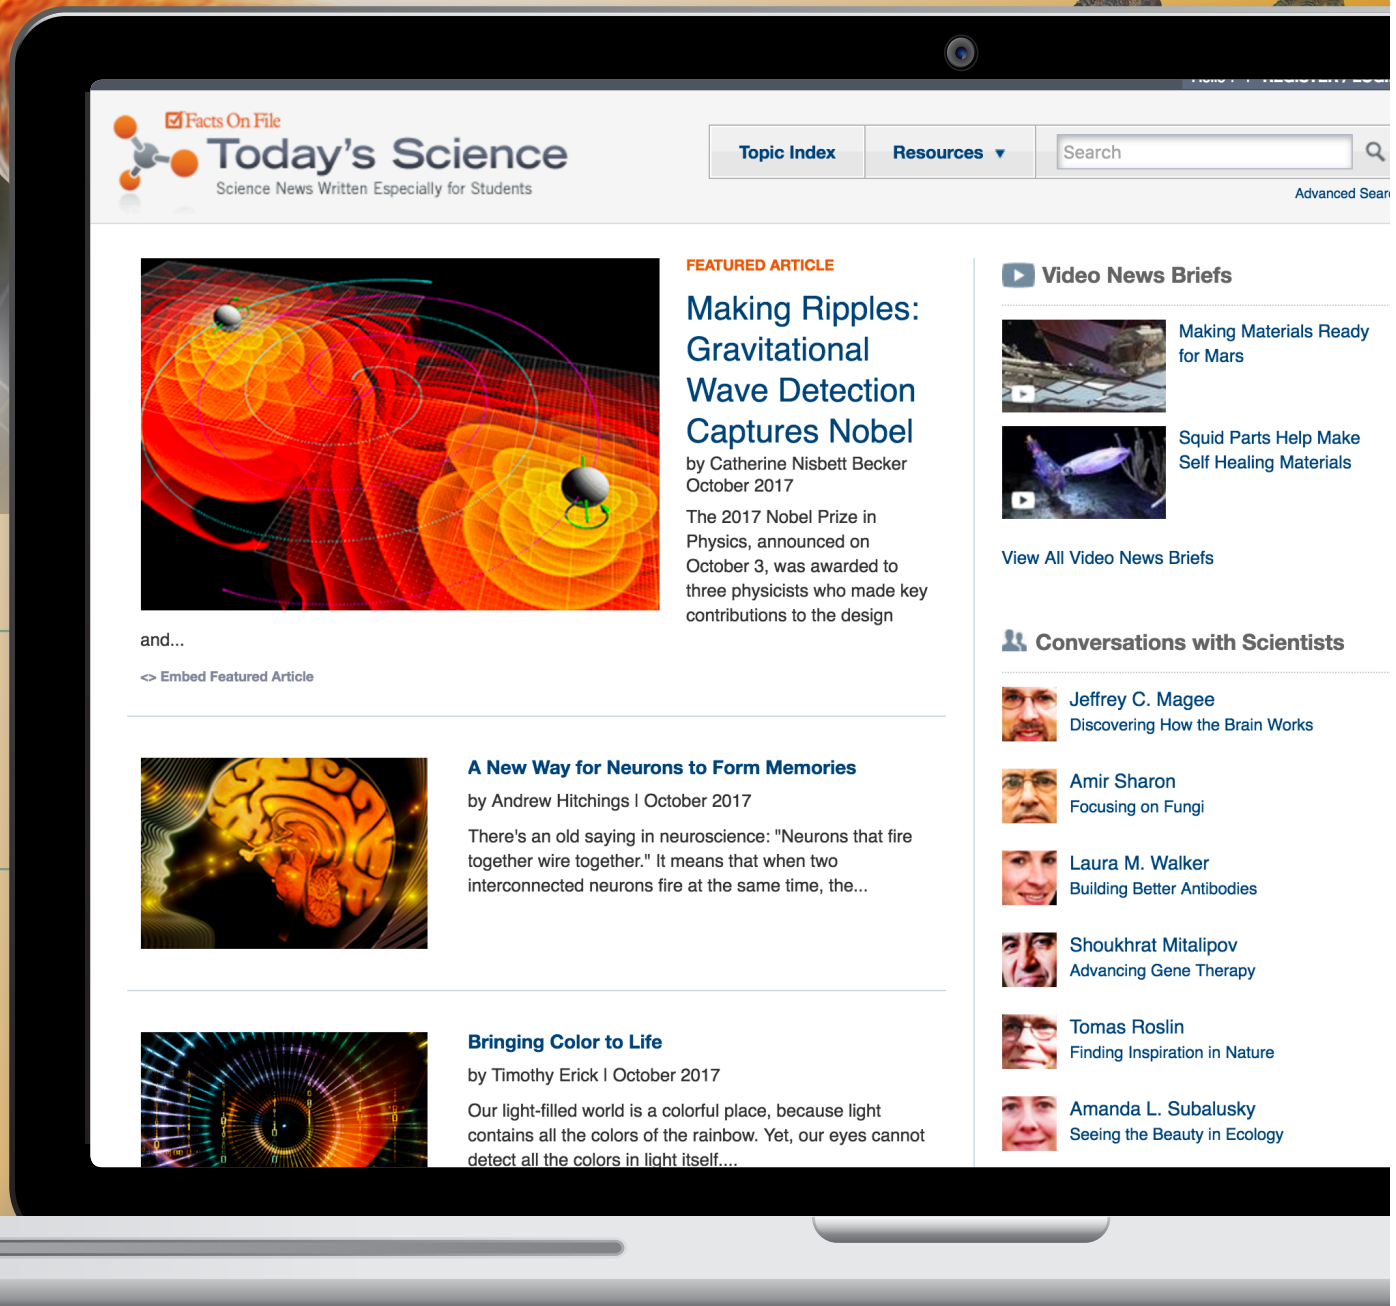 Facts On File
Today's Science
Science News Written Especially for Students
Topic Index
Resources
Search
Advanced
FEATURED ARTICLE
Making Ripples:
Gravitational
Wave Detection
Captures Nobel
by Catherine Nisbett Becker
October 2017
The 2017 Nobel Prize in
Physics, announced on
October 3, was awarded to
three physicists who made key
contributions to the design
and...
<> Embed Featured Article
A New Way for Neurons to Form Memories
by Andrew Hitchings | October 2017
There's an old saying in neuroscience: "Neurons that fire
together wire together." It means that when two
interconnected neurons fire at the same time, the...
Bringing Color to Life
by Timothy Erick | October 2017
Our light-filled world is a colorful place, because light
contains all the colors of the rainbow. Yet, our eyes cannot
detect all the colors in light itself....
Video News Briefs
Making Materials Ready
for Mars
Squid Parts Help Make
Self Healing Materials
View All Video News Briefs
Conversations with Scientists
Jeffrey C. Magee
Discovering How the Brain Works
Amir Sharon
Focusing on Fungi
Laura M. Walker
Building Better Antibodies
Shoukhrat Mitalipov
Advancing Gene Therapy
Tomas Roslin
Finding Inspiration in Nature
Amanda L. Subalusky
Seeing the Beauty in Ecology